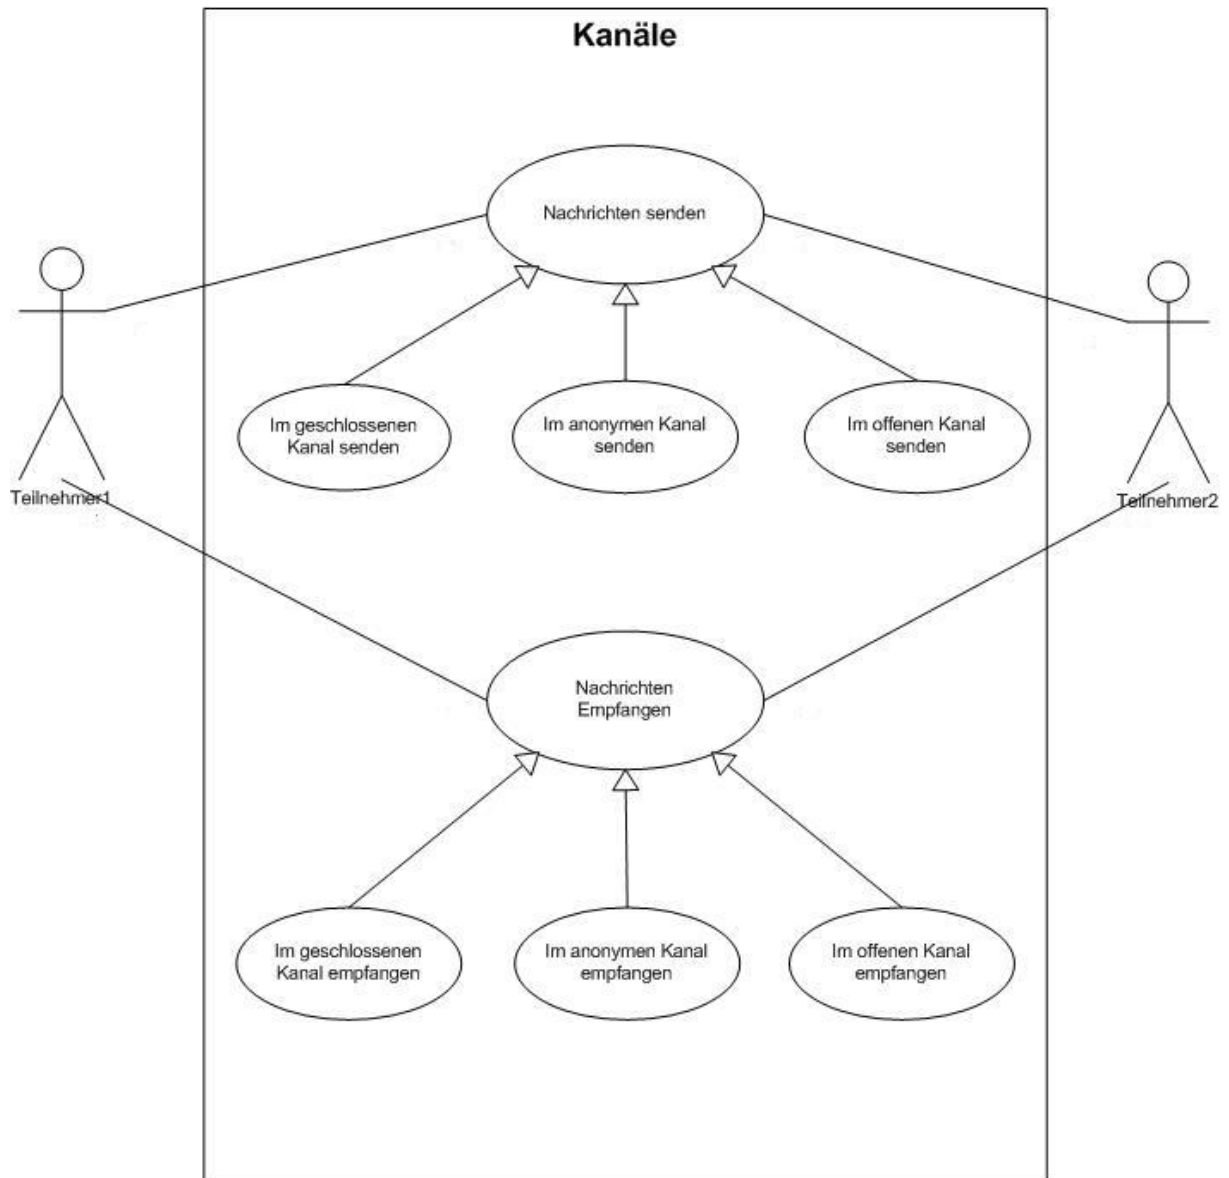 Kanäle
Nachrichten senden
Im geschlossenen
Kanal senden
Im anonymen Kanal
senden
Im offenen Kanal
senden
Teilnehmer1
Teilnehmer2
Nachrichten
Empfangen
Im geschlossenen
Kanal empfangen
Im anonymen Kanal
empfangen
Im offenen Kanal
empfangen